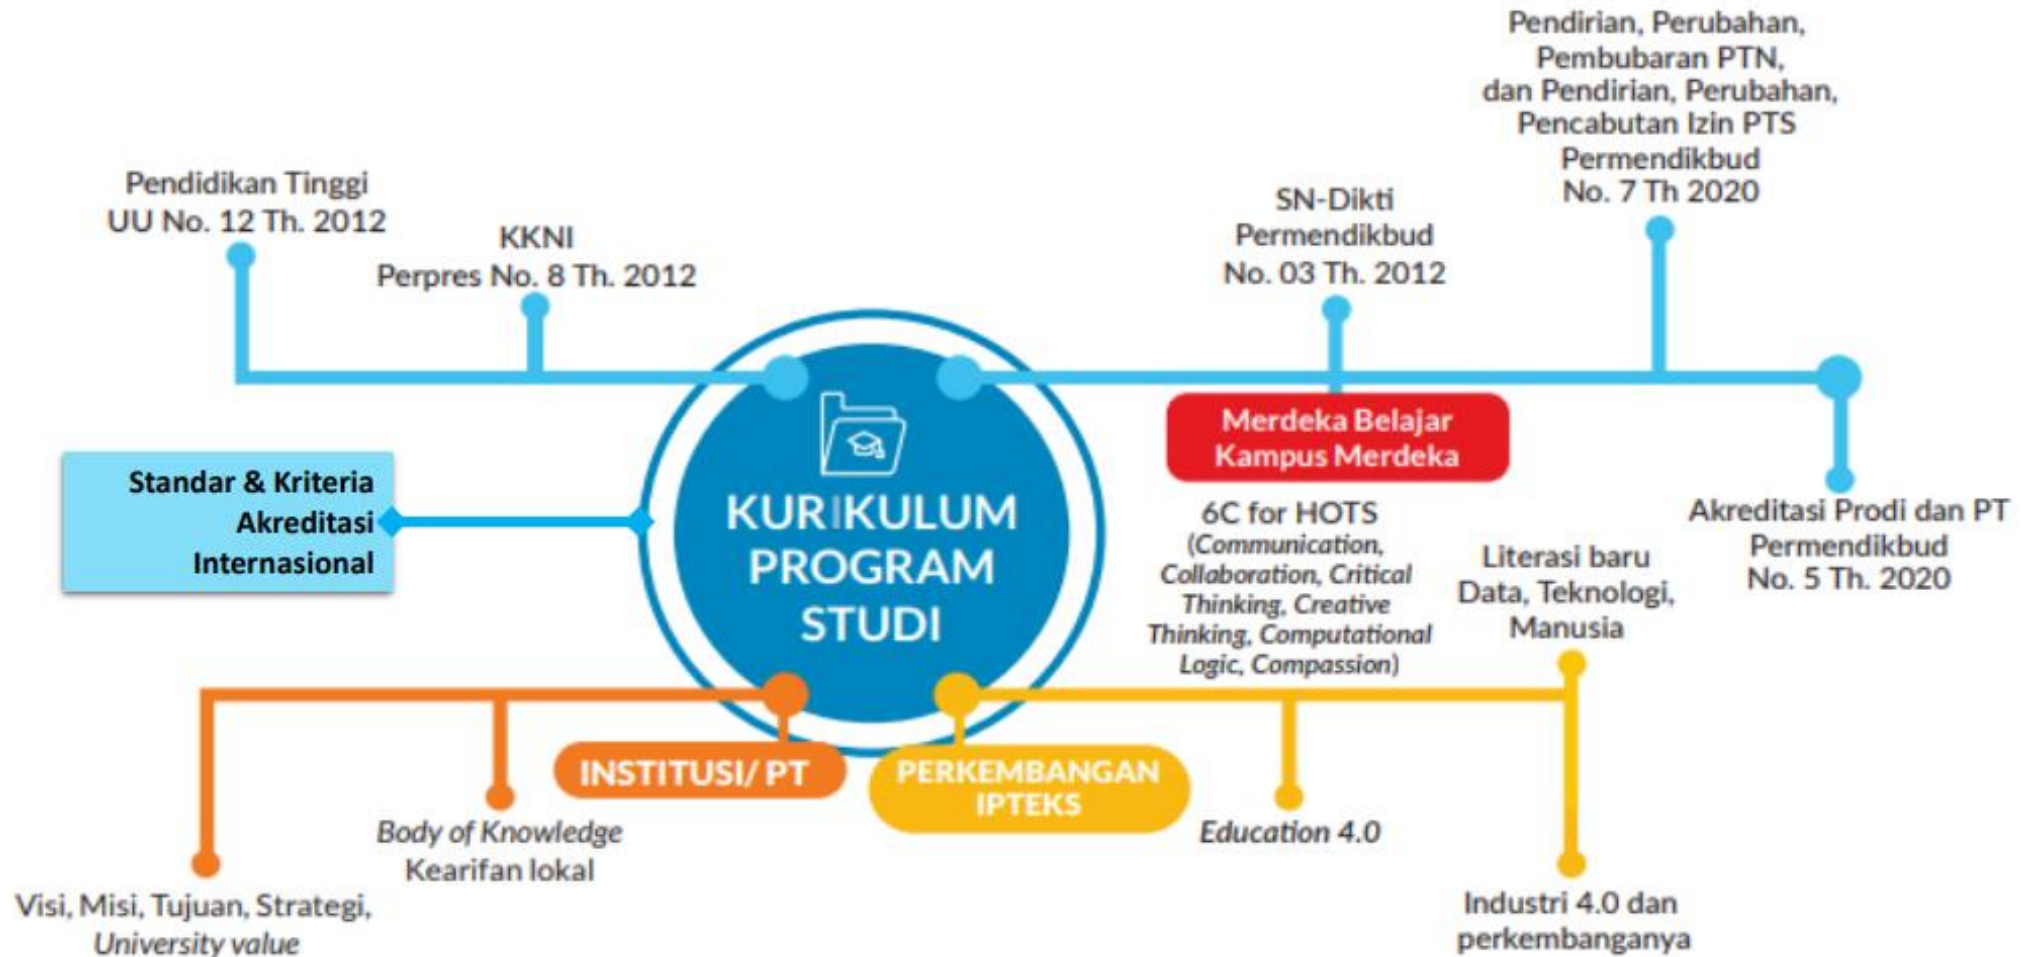 Pendidikan Tinggi
UU No. 12 Th. 2012
KKNI
Perpres No. 8 Th. 2012
SN-Dikti
Permendikbud
No. 03 Th. 2012
Pendirian, Perubahan,
Pembubaran PTN,
dan Pendirian, Perubahan,
Pencabutan Izin PTS
Permendikbud
No. 7 Th 2020
Merdeka Belajar
Kampus Merdeka
Standar & Kriteria
Akreditasi
Internasional
KURIKULUM
PROGRAM
STUDI
6C for HOTS
(Communication,
Collaboration, Critical
Thinking, Creative
Thinking, Computational
Logic, Compassion)
Literasi baru
Data, Teknologi,
Manusia
Akreditasi Prodi dan PT
Permendikbud
No. 5 Th. 2020
INSTITUSI/ PT
PERKEMBANGAN
IPTEKS
Body of Knowledge
Kearifan lokal
Education 4.0
Visi, Misi, Tujuan, Strategi,
University value
Industri 4.0 dan
perkembanganya